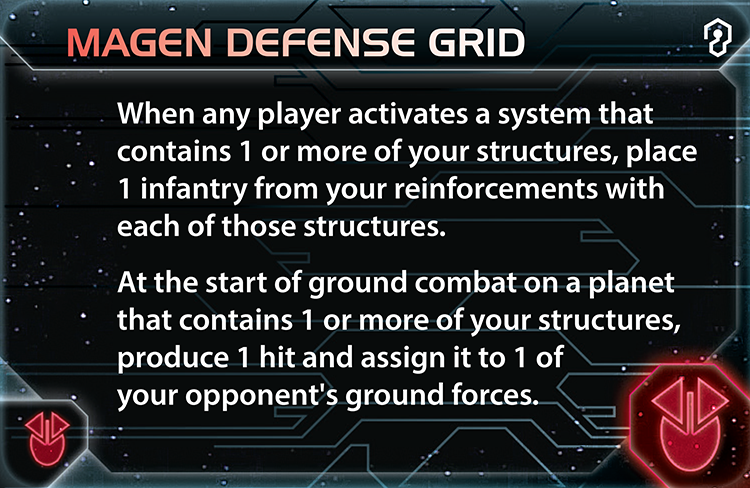 MAGEN DEFENSE GRID
When any player activates a system that
contains 1 or more of your structures, place
1 infantry from your reinforcements with
each of those structures.
At the start of ground combat on a planet
that contains 1 or more of your structures,
produce 1 hit and assign it to 1 of
your opponent's ground forces.